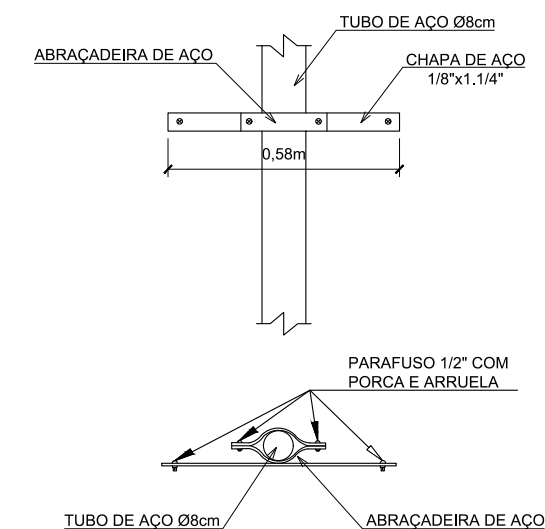 TUBO DE AÇO Ø8cm
ABRAÇADEIRA DE AÇO
CHAPA DE AÇO
1/8"x1.1/4"
0,58m
PARAFUSO 1/2" COM
PORCA E ARRUELA
TUBO DE AÇO Ø8cm
ABRAÇADEIRA DE AÇO